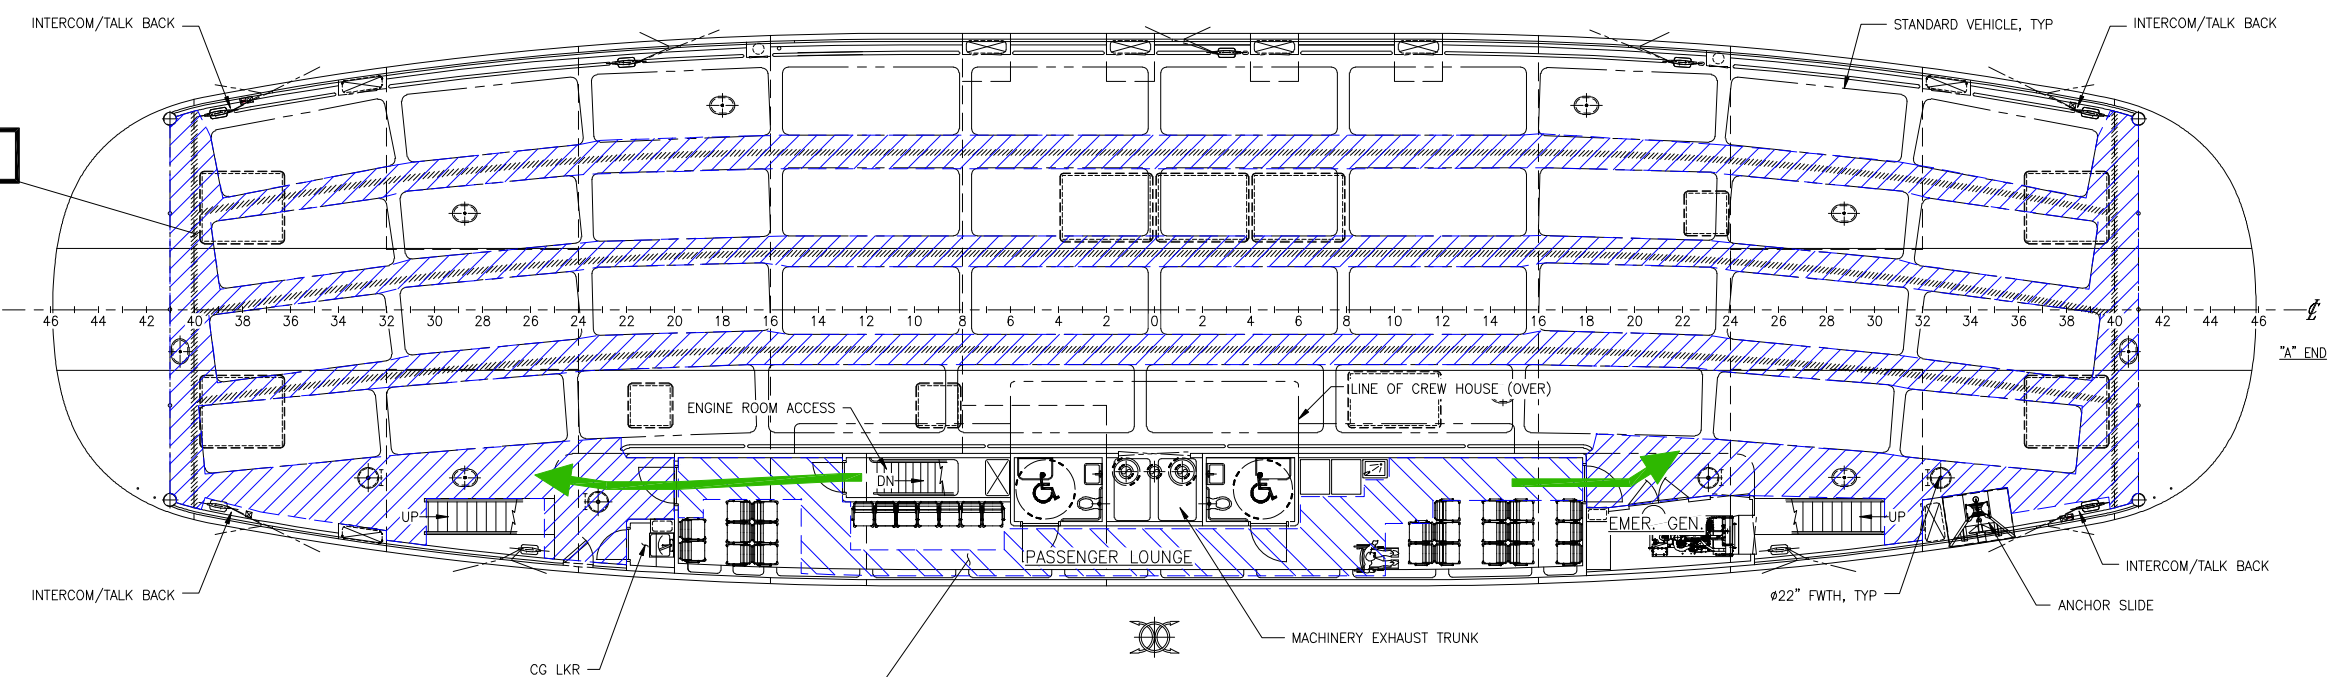 INTERCOM/TALK BACK
STANDARD VEHICLE, TYP
INTERCOM/TALK BACK
46 44 42 40 38 36 34 32 30 28 26 24 22 20 18 16 14 12 10 8 6 4 2 0 2 4 6 8 10 12 14 16 18 20 22 24 26 28 30 32 34 36 38 40 42 44 46
"A" END
LINE OF CREW HOUSE (OVER)
ENGINE ROOM ACCESS
DN
UP
EMER. GEN.
UP
PASSENGER LOUNGE
INTERCOM/TALK BACK
INTERCOM/TALK BACK
ø22" FWTH, TYP
ANCHOR SLIDE
MACHINERY EXHAUST TRUNK
CG LKR